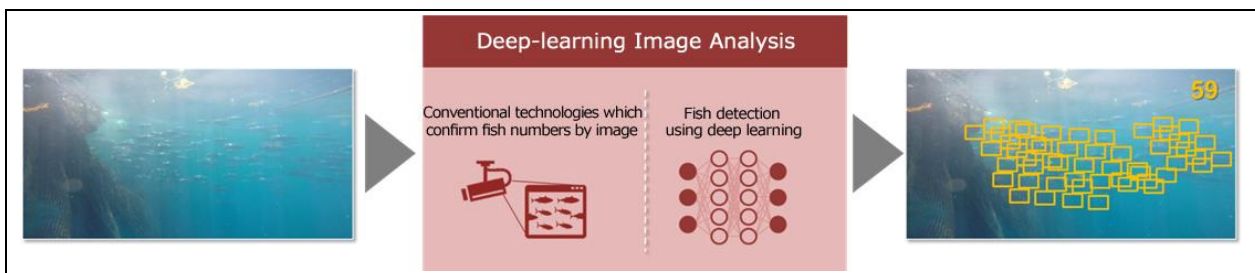 Deep-learning Image Analysis
Conventional technologies which
confirm fish numbers by image
Fish detection
using deep learning
59